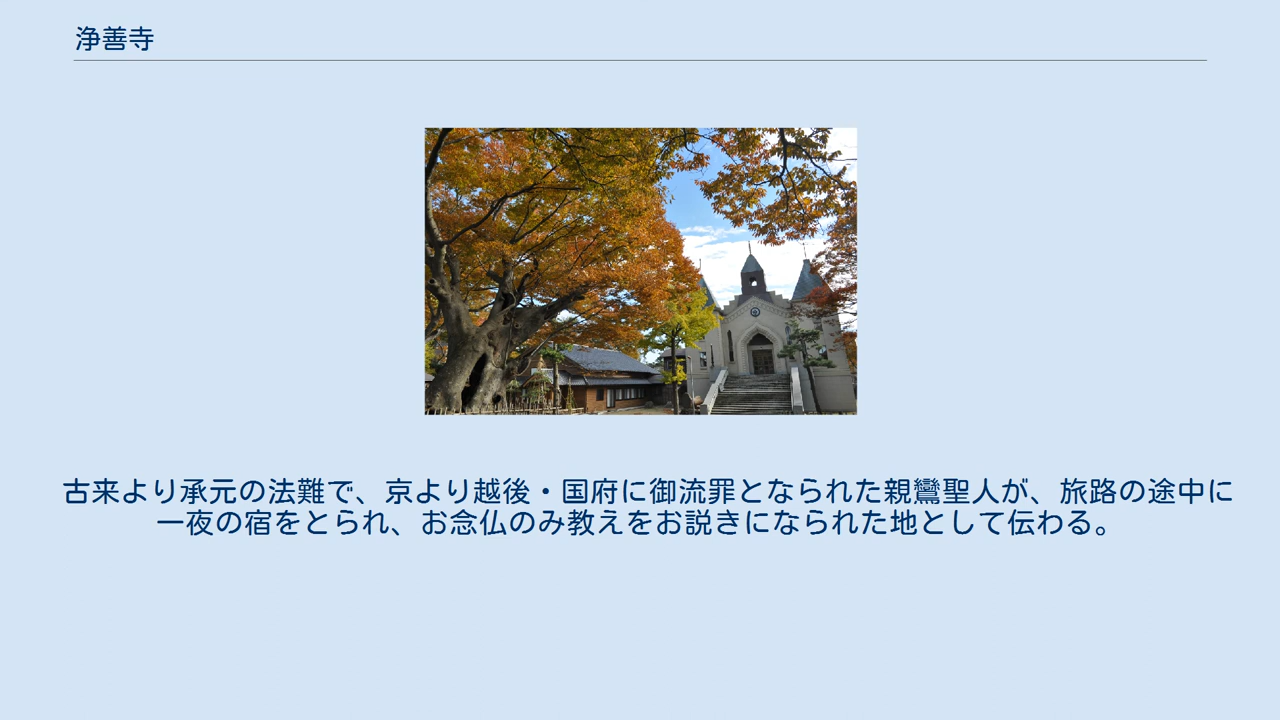 浄善寺
古来より承元の法難で、京より越後・国府に御流罪となられた親鸞聖人が、旅路の途中に
一夜の宿をとられ、お念仏のみ教えをお説きになられた地として伝わる。